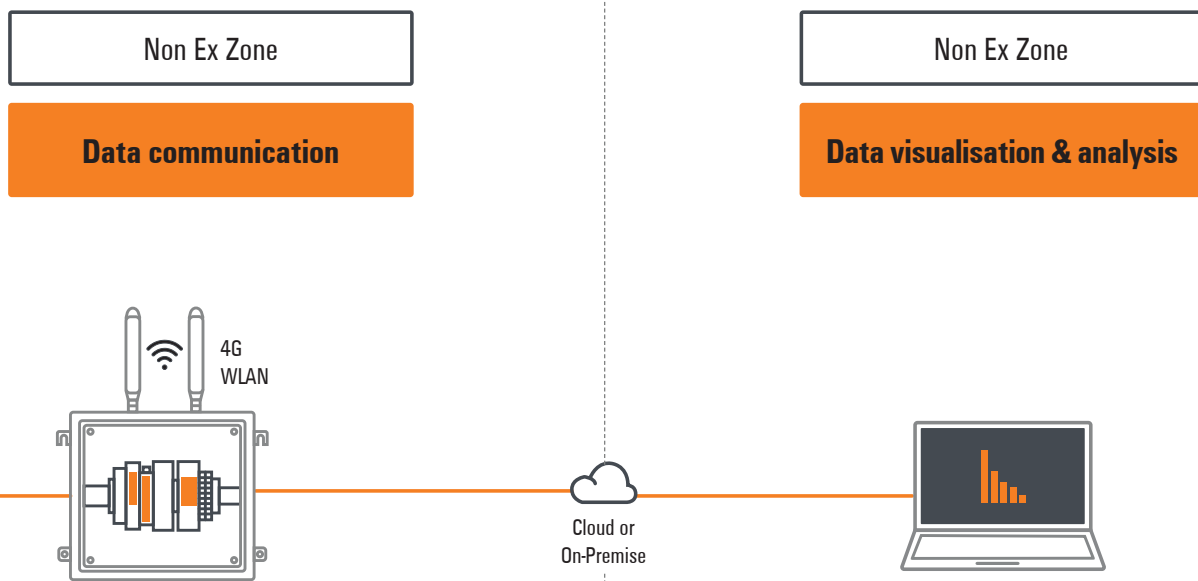 Non Ex Zone
Non Ex Zone
Data communication
Data visualisation & analysis
4G
WLAN
Cloud or
On-Premise